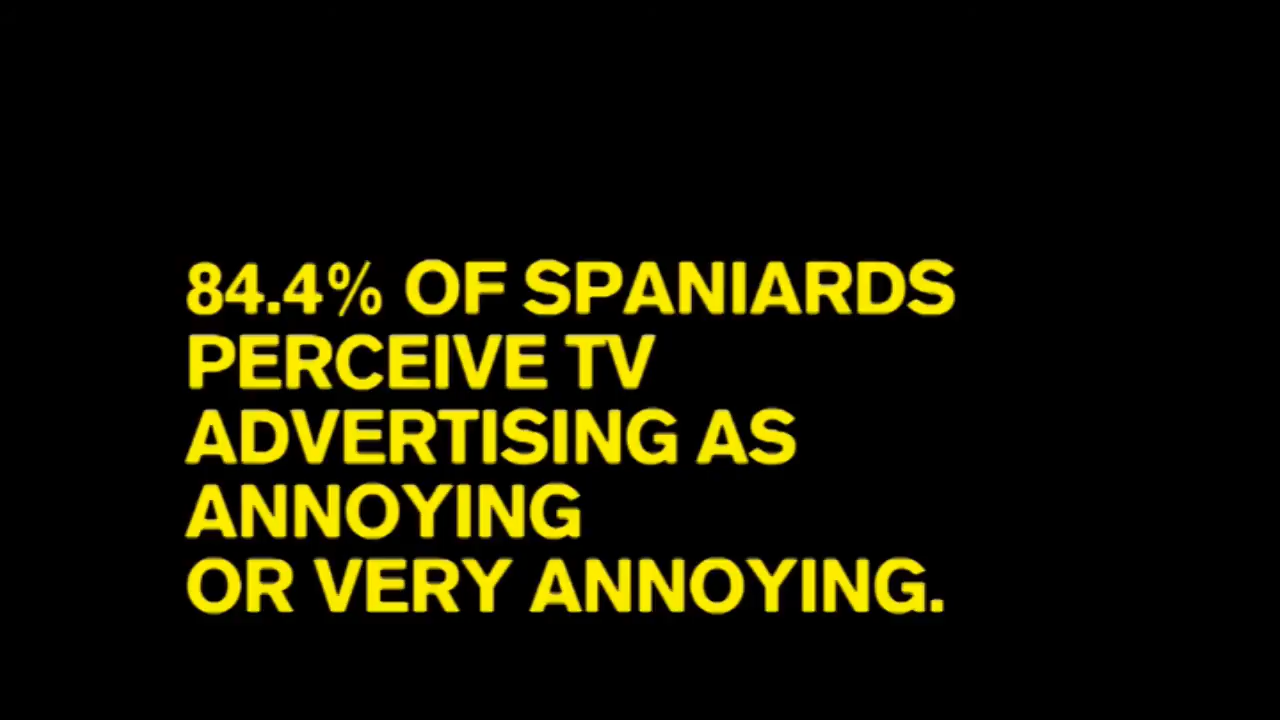 84.4% OF SPANIARDS
PERCEIVE TV
ADVERTISING AS
ANNOYING
OR VERY ANNOYING.